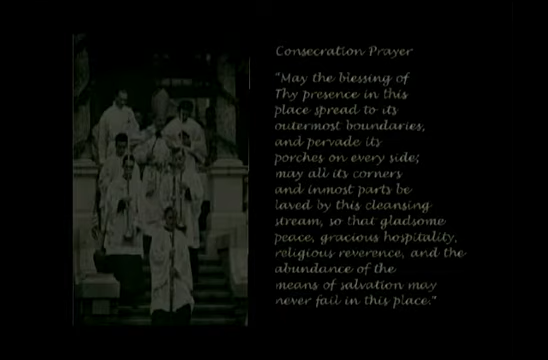 Consecration Prayer
"May the blessing of
Thy presence in this
place spread to its
outermost boundaries,
and pervade its
porches on every side;
may all its corners
and inmost parts be
laved by this cleansing
stream, so that gladsome
peace, gracious hospitality,
religious reverence, and the
abundance of the
means of salvation may
never fail in this place."